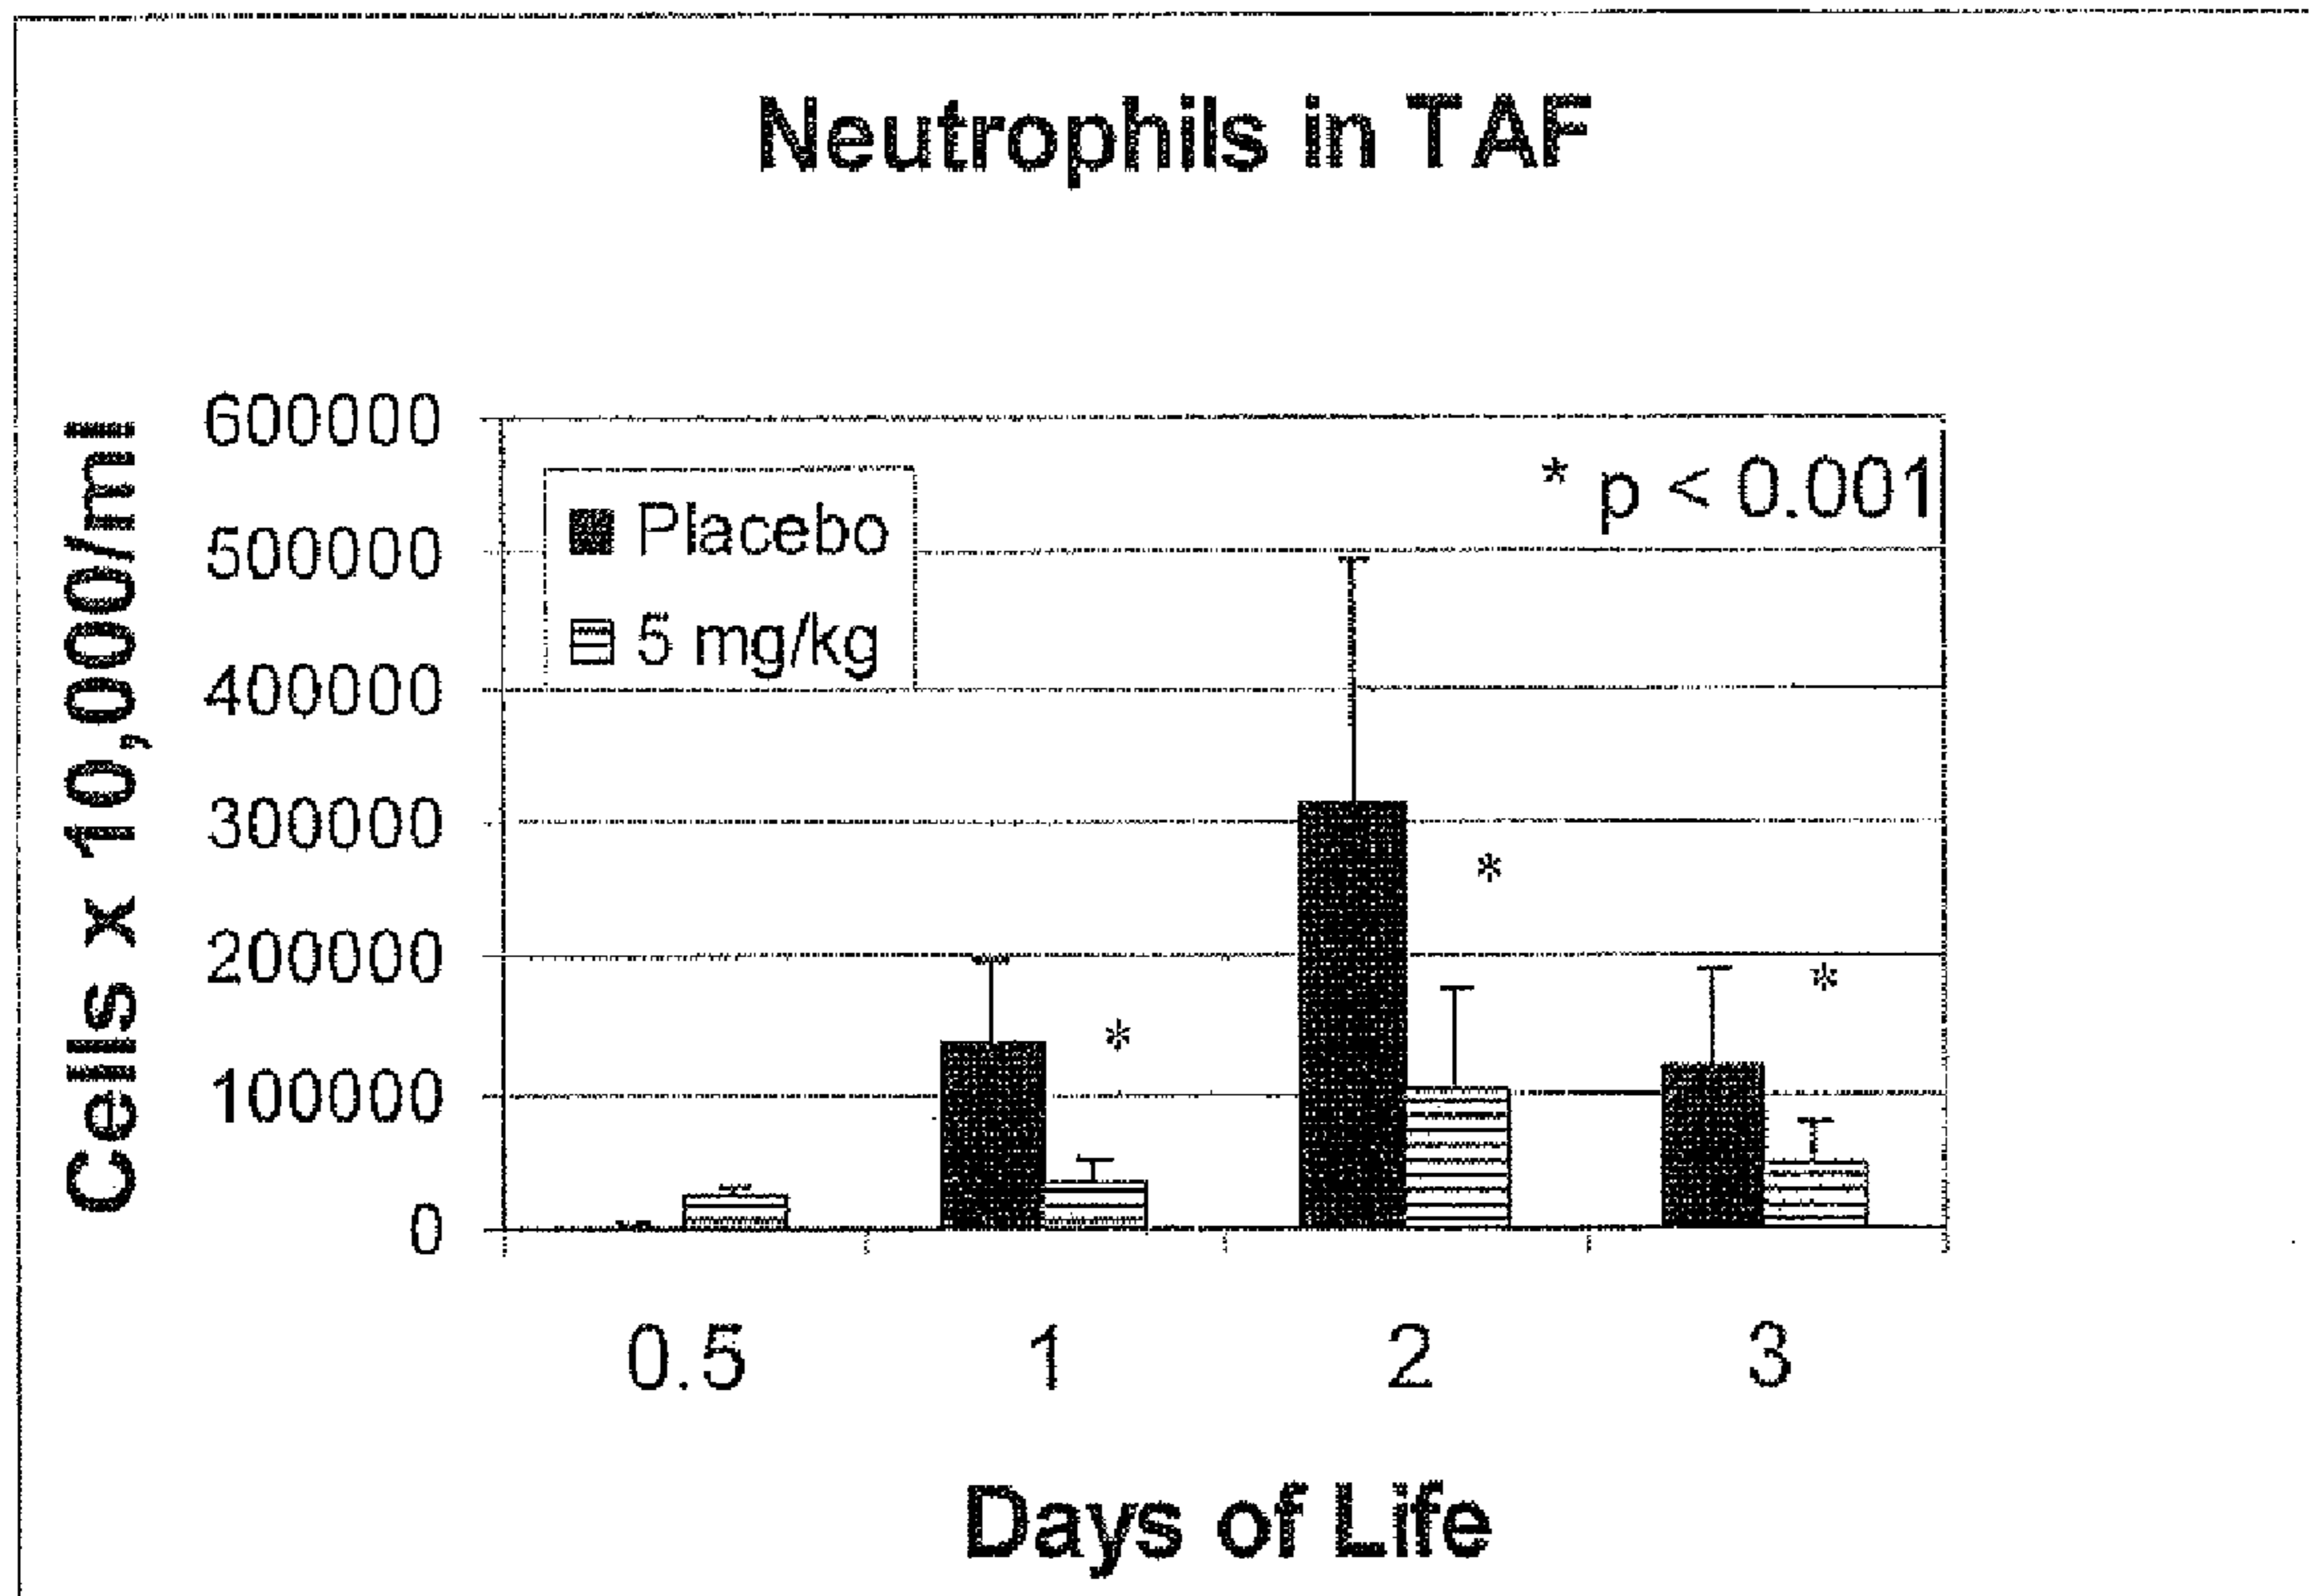 Neutrophils in TAF
Cells x 10,000/ml
600000
500000
400000
300000
200000
100000
0
Placebo
5 mg/kg
* p < 0.001
*
*
*
0.5 1 2 3
Days of Life